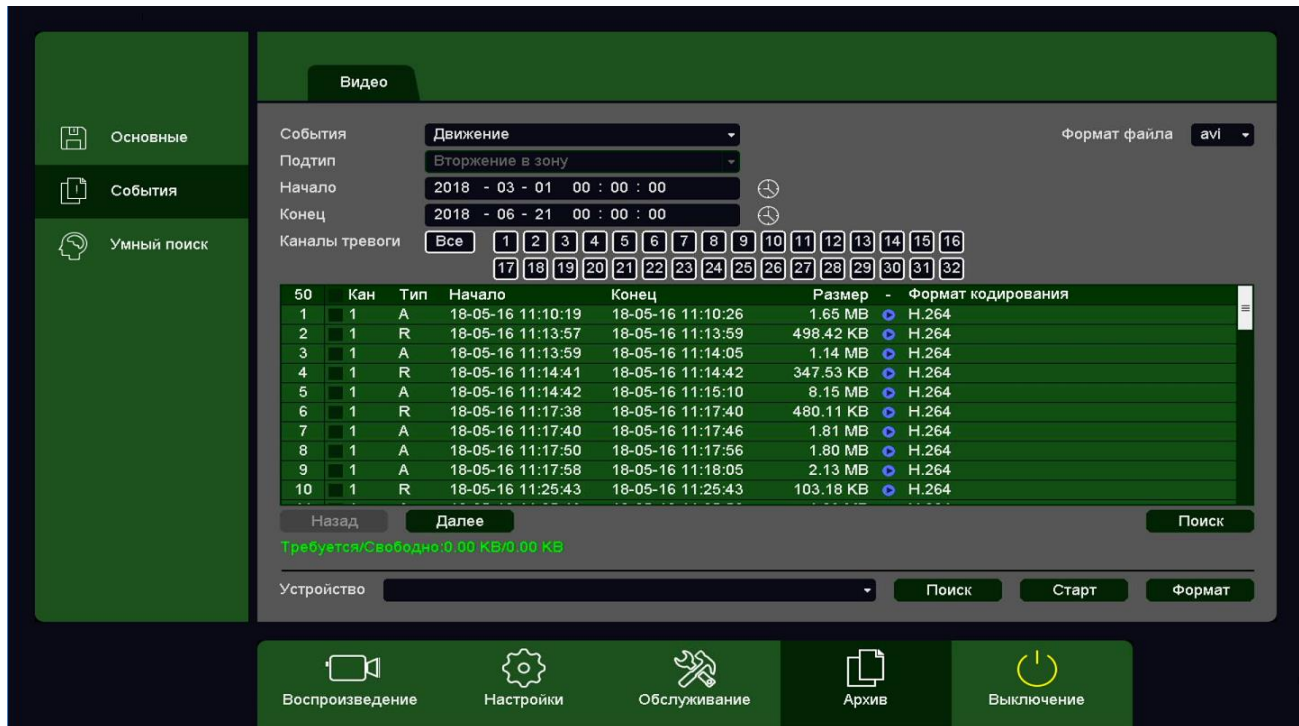 Видео
Основные
События
Умный поиск
События Движение Формат файла avi
Подтип Вторжение в зону
Начало 2018 - 03 - 01 00 : 00 : 00
Конец 2018 - 06 - 21 00 : 00 : 00
Каналы тревоги Все 1 2 3 4 5 6 7 8 9 10 11 12 13 14 15 16
17 18 19 20 21 22 23 24 25 26 27 28 29 30 31 32
50 Кан Тип Начало Конец Размер - Формат кодирования
1 1 A 18-05-16 11:10:19 18-05-16 11:10:26 1.65 MB H.264
2 1 R 18-05-16 11:13:57 18-05-16 11:13:59 498.42 KB H.264
3 1 A 18-05-16 11:13:59 18-05-16 11:14:05 1.14 MB H.264
4 1 R 18-05-16 11:14:41 18-05-16 11:14:42 347.53 KB H.264
5 1 A 18-05-16 11:14:42 18-05-16 11:15:10 8.15 MB H.264
6 1 R 18-05-16 11:17:38 18-05-16 11:17:40 480.11 KB H.264
7 1 A 18-05-16 11:17:40 18-05-16 11:17:46 1.81 MB H.264
8 1 A 18-05-16 11:17:50 18-05-16 11:17:56 1.80 MB H.264
9 1 A 18-05-16 11:17:58 18-05-16 11:18:05 2.13 MB H.264
10 1 R 18-05-16 11:25:43 18-05-16 11:25:43 103.18 KB H.264
Назад Далее Поиск
Требуется/Свободно:0.00 KB/0.00 KB
Устройство Поиск Старт Формат
Воспроизведение Настройки Обслуживание Архив Выключение